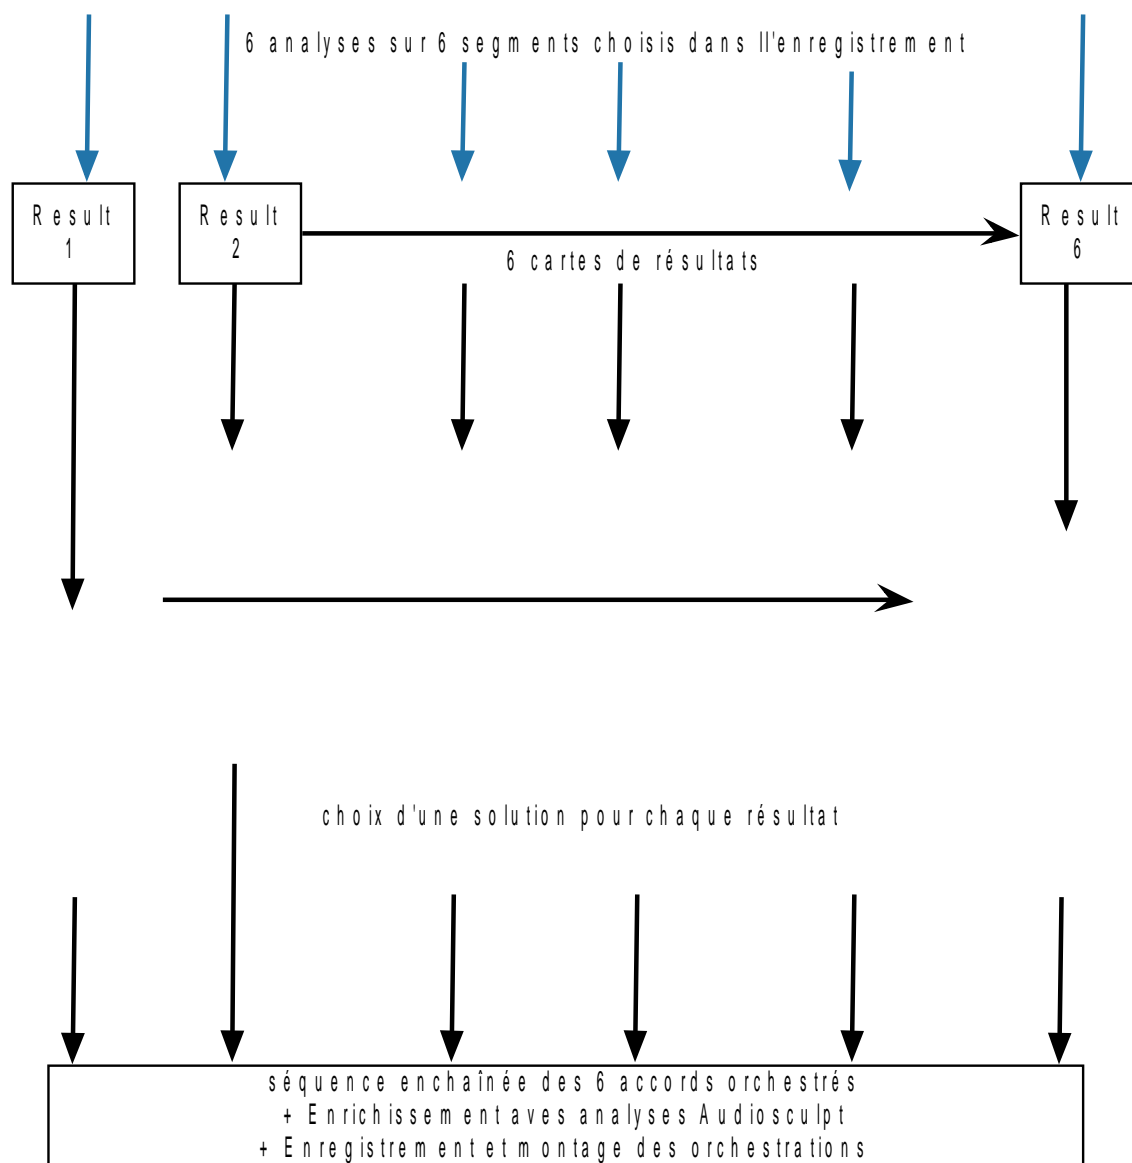 6 analyses sur 6 segments choisis dans ll'enregistrement
Result
1
Result
2
Result
6
6 cartes de résultats
choix d'une solution pour chaque résultat
séquence enchaînée des 6 accords orchestrés
+ Enrichissement aves analyses Audiosculpt
+ Enregistrement et montage des orchestrations